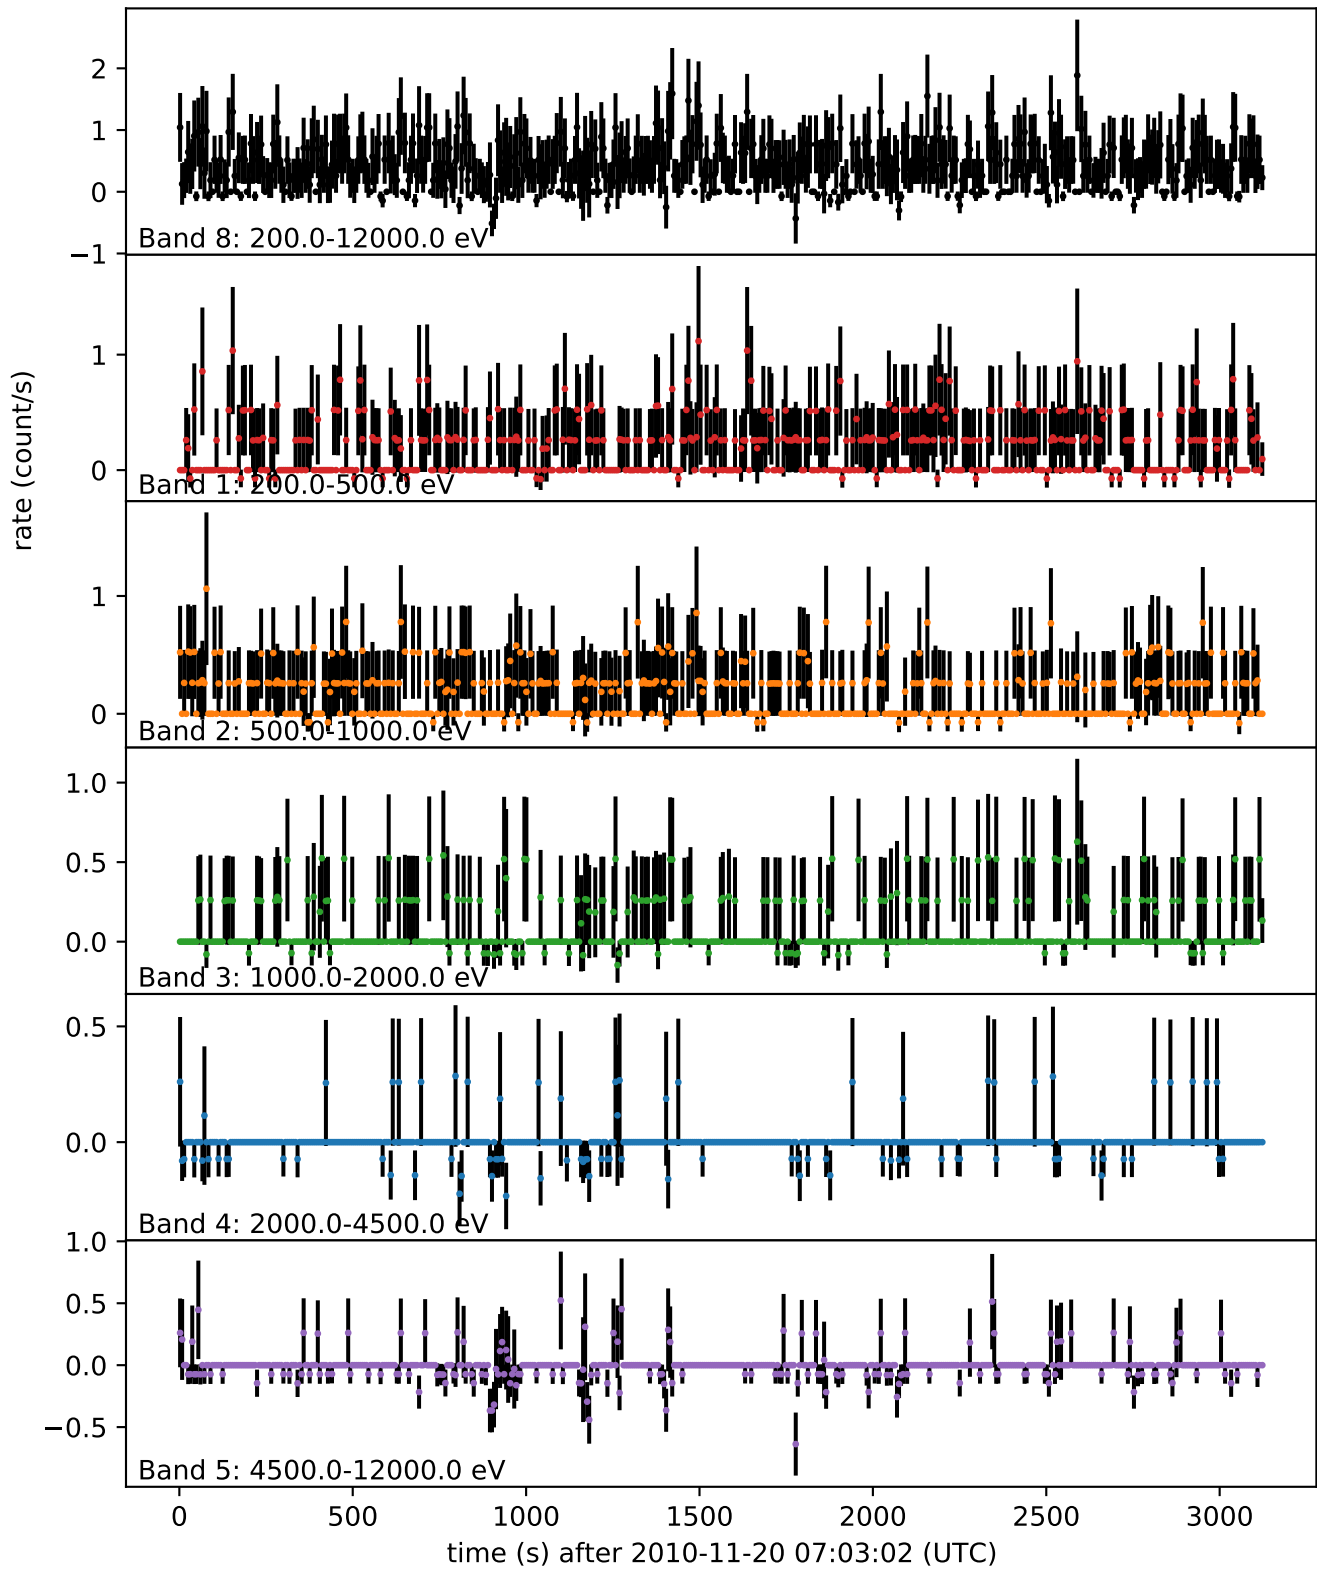 2
1
0
−1
Band 8: 200.0-12000.0 eV
1
0
Band 1: 200.0-500.0 eV
rate (count/s)
1
0
Band 2: 500.0-1000.0 eV
1.0
0.5
0.0
Band 3: 1000.0-2000.0 eV
0.5
0.0
Band 4: 2000.0-4500.0 eV
1.0
0.5
0.0
−0.5
Band 5: 4500.0-12000.0 eV
0 500 1000 1500 2000 2500 3000
time (s) after 2010-11-20 07:03:02 (UTC)